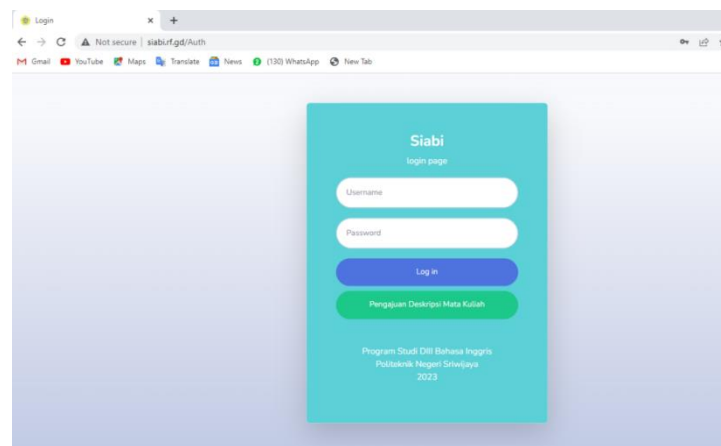 Login
Not secure | siabi.rf.gd/Auth
Gmail YouTube Maps Translate News (130) WhatsApp New Tab
Siabi
login page
Username
Password
Log in
Pengajuan Deskripsi Mata Kuliah
Program Studi DIII Bahasa Inggris
Politeknik Negeri Sriwijaya
2023